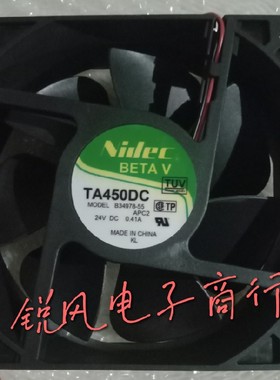 Nidec
BETA V
TUV
TA450DC
MODEL B34978-55
APC2
24V DC 0.41A
MADE IN CHINA
KL
锐风电子商行